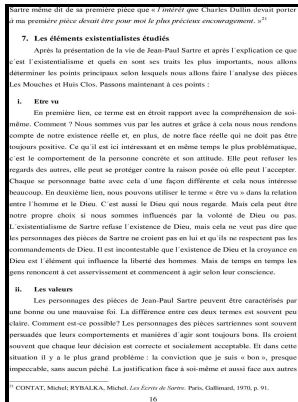 Sartre même dit de sa première pièce que « l'intérêt que Charles Dullin devait porter
à ma première pièce devait être pour moi le plus précieux encouragement. »²¹
7. Les éléments existentialistes étudiés
Après la présentation de la vie de Jean-Paul Sartre et après l'explication ce que
c'est l'existentialisme et quels en sont ses traits les plus importants, nous allons
déterminer les points principaux selon lesquels nous allons faire l'analyse des pièces
Les Mouches et Huis Clos. Passons maintenant à ces points :
i. Etre vu
En première lien, ce terme est en étroit rapport avec la compréhension de soi-
même. Comment ? Nous sommes vus par les autres et grâce à cela nous nous rendons
compte de notre existence réelle et, en plus, de notre face réelle qui ne doit pas être
toujours positive. Ce qu'il est ici intéressant et en même temps le plus problématique,
c'est le comportement de la personne concrète et son attitude. Elle peut refuser les
regards des autres, elle peut se protéger contre la raison posée où elle peut l'accepter.
Chaque se personnage battre avec cela d'une façon différente et cela nous intéresse
beaucoup. En deuxième lien, nous pouvons utiliser le terme « être vu » dans la relation
entre l'homme et le Dieu. C'est aussi le Dieu qui nous regarde. Mais cela peut être
notre propre choix si nous sommes influencés par la volonté de Dieu ou pas.
L'existentialisme de Sartre refuse l'existence de Dieu, mais cela ne veut pas dire que
les personnages des pièces de Sartre ne croient pas en lui et qu'ils ne respectent pas les
commandements de Dieu. Il est incontestable que l'existence de Dieu et la croyance en
Dieu est l'élément qui influence la liberté des hommes. Mais de temps en temps les
gens renoncent à cet asservissement et commencent à agir selon leur conscience.
ii. Les valeurs
Les personnages des pièces de Jean-Paul Sartre peuvent être caractérisés par
une bonne ou une mauvaise foi. La différence entre ces deux termes est souvent peu
claire. Comment est-ce possible? Les personnages des pièces sartriennes sont souvent
persuadés que leurs comportements et manières d'agir sont toujours bons. Ils croient
souvent que chaque leur décision est correcte et socialement acceptable. Et dans cette
situation il y a le plus grand problème : la conviction que je suis « bon », presque
impeccable, sans aucun péché. La justification face à soi-même et aussi face aux autres
²¹ CONTAT, Michel; RYBALKA, Michel. Les Écrits de Sartre. Paris, Gallimard, 1970, p. 91.
16